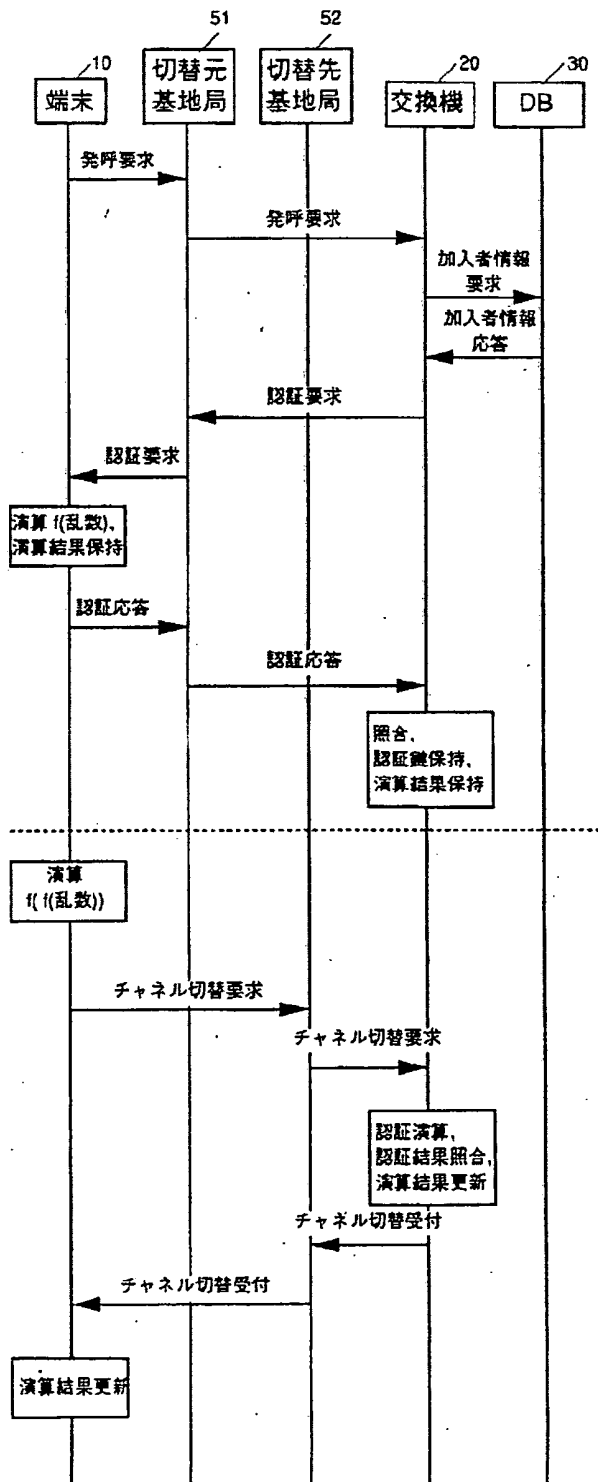 51
52
10
20
30
端末
切替元
基地局
切替先
基地局
交換機
DB
発呼要求
発呼要求
加入者情報
要求
加入者情報
応答
認証要求
認証要求
演算 f(乱数),
演算結果保持
認証応答
認証応答
照合,
認証鍵保持,
演算結果保持
演算
f( f(乱数))
チャネル切替要求
チャネル切替要求
認証演算,
認証結果照合,
演算結果更新
チャネル切替受付
チャネル切替受付
演算結果更新